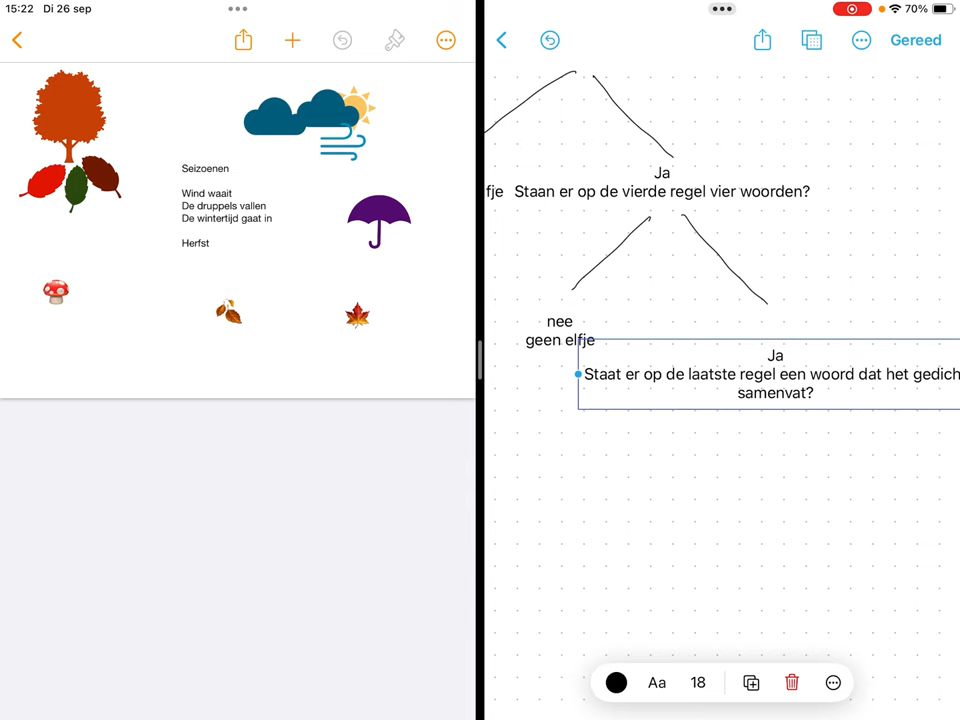 15:22 Di 26 sep
70%
Gereed
Seizoenen
Wind waait
De druppels vallen
De wintertijd gaat in
Herfst
Ja
fje Staan er op de vierde regel vier woorden?
nee
geen elfje
Ja
Staat er op de laatste regel een woord dat het gedich
samenvat?
Aa 18